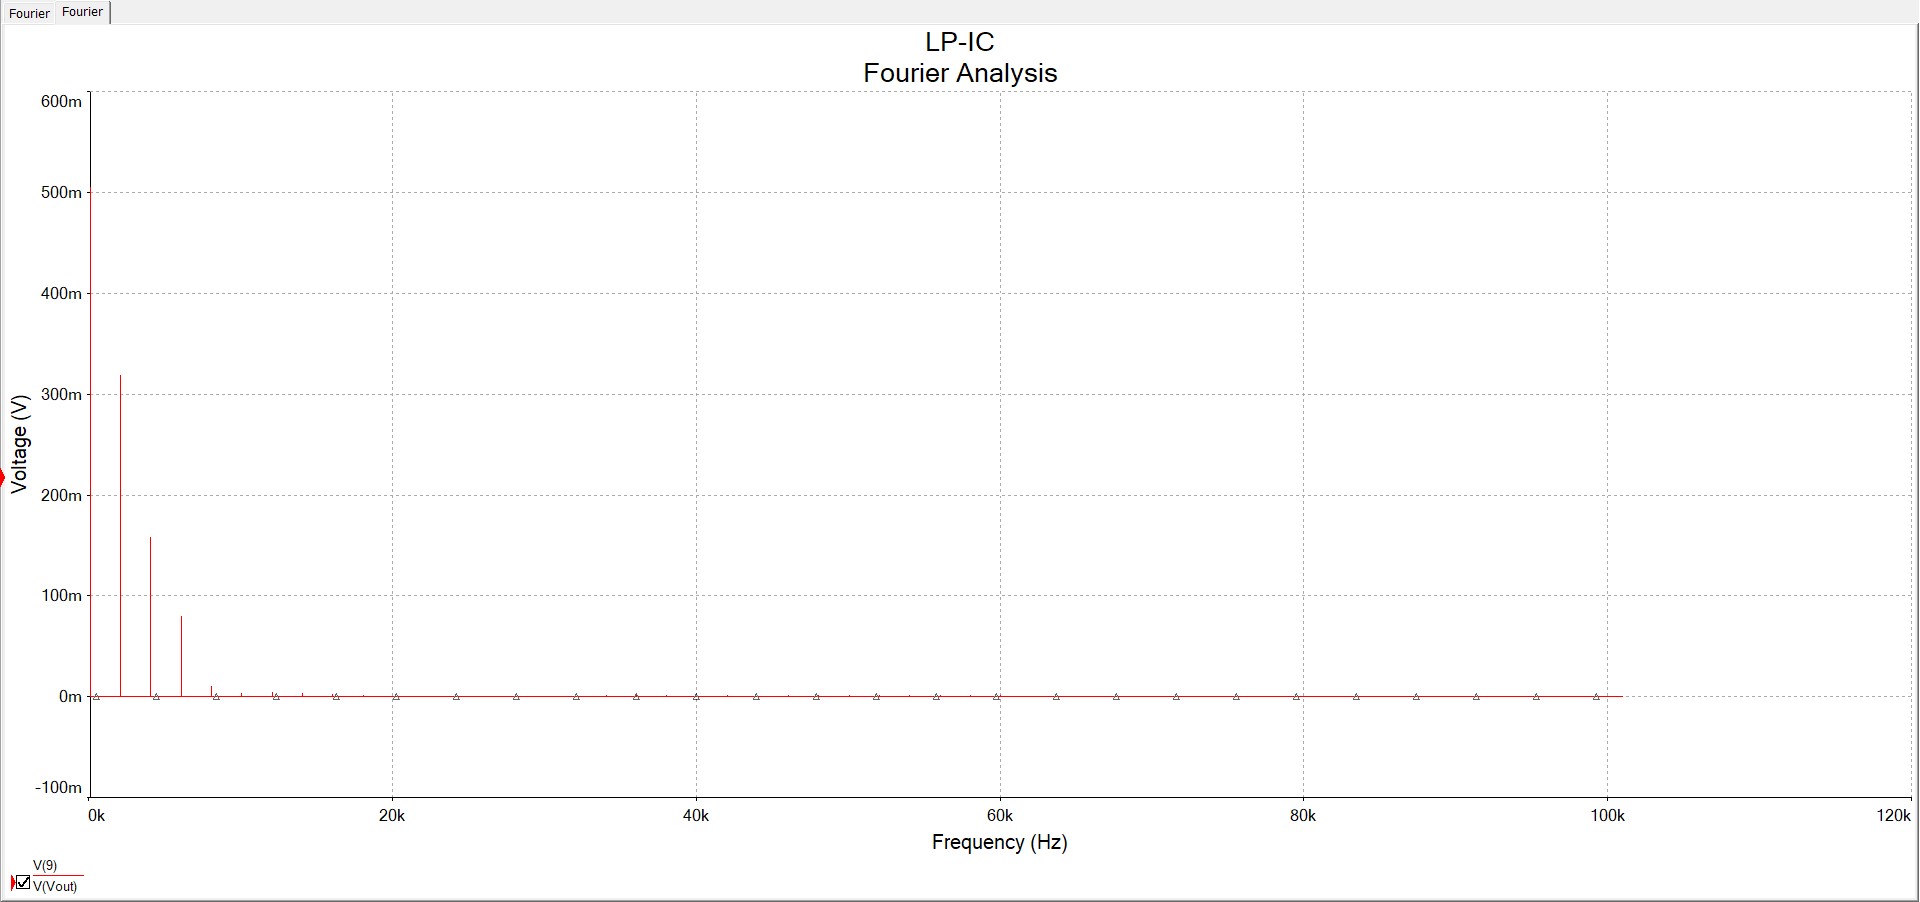 Fourier Fourier
LP-IC
Fourier Analysis
600m
500m
400m
300m
200m
100m
0m
-100m
Voltage (V)
0k 20k 40k 60k 80k 100k 120k
Frequency (Hz)
V(9)
V(Vout)